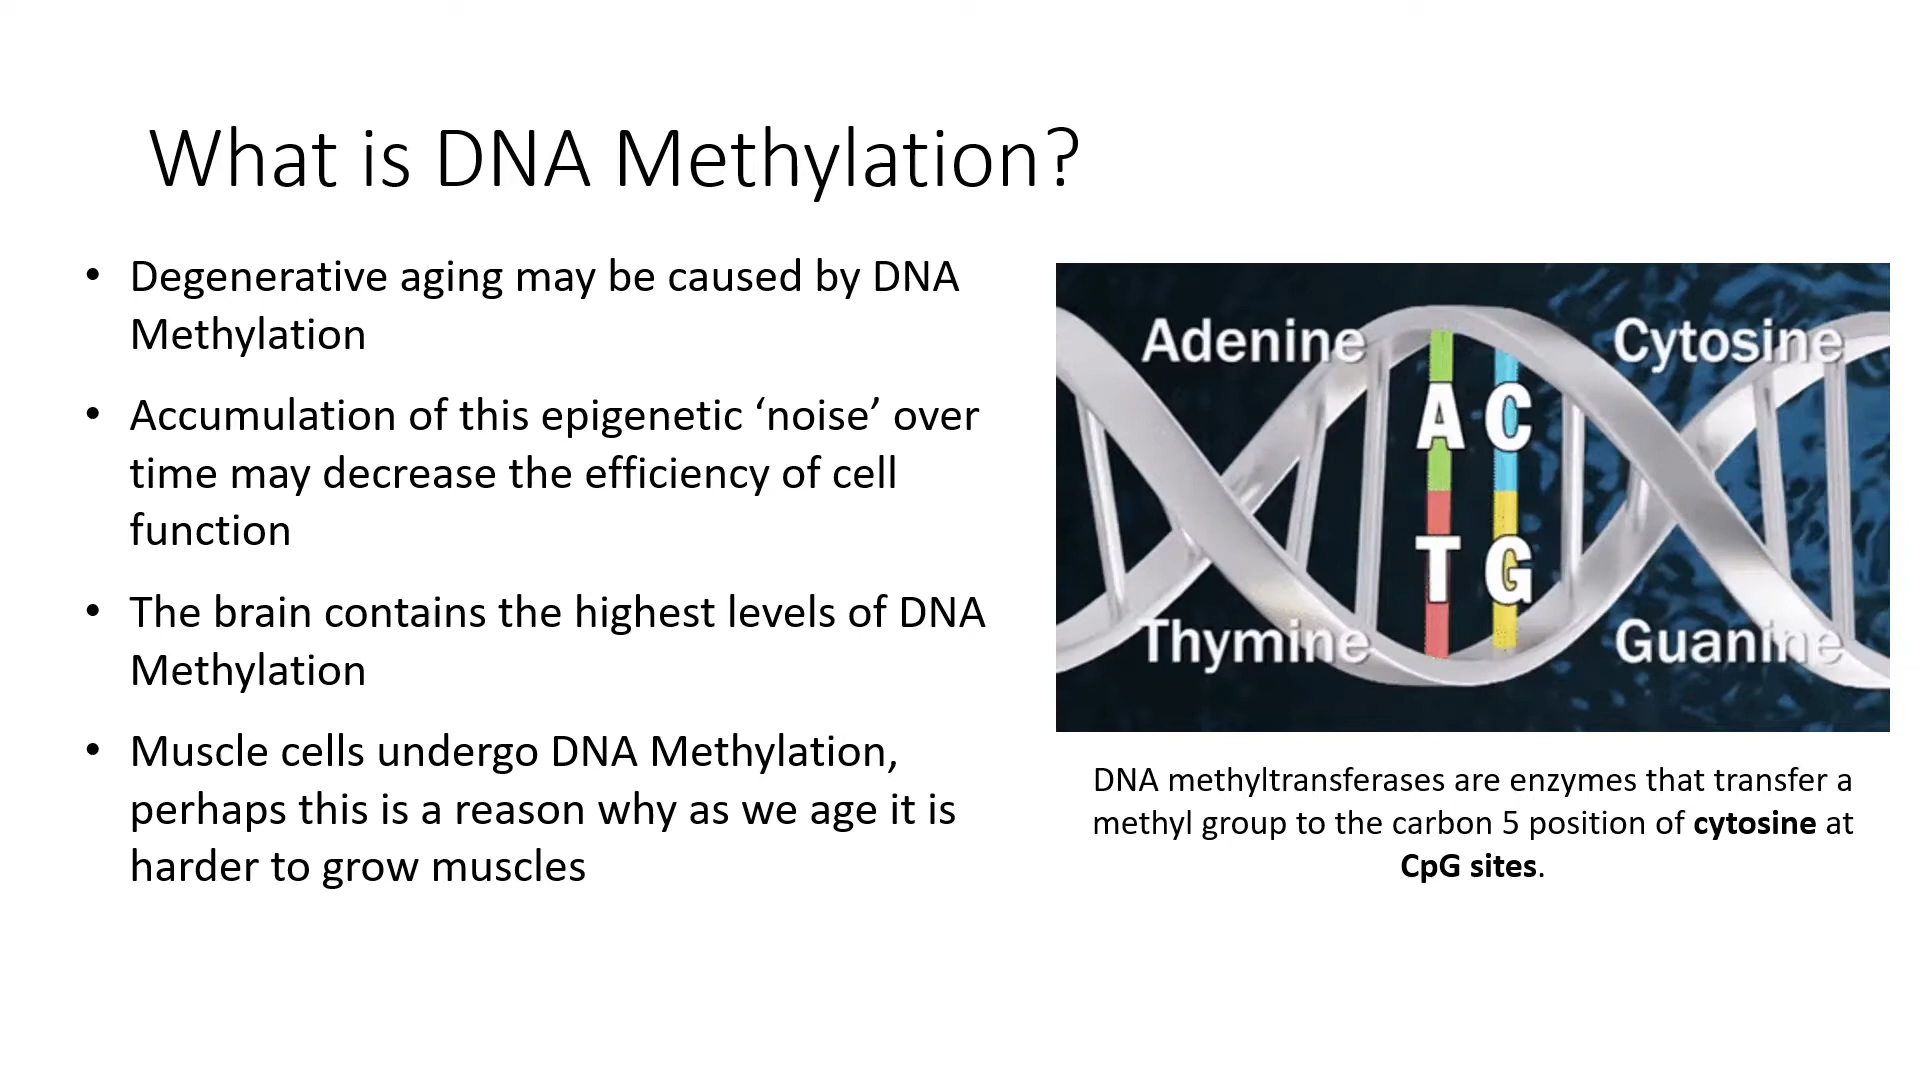 What is DNA Methylation?
• Degenerative aging may be caused by DNA
Methylation
• Accumulation of this epigenetic ‘noise’ over
time may decrease the efficiency of cell
function
• The brain contains the highest levels of DNA
Methylation
• Muscle cells undergo DNA Methylation,
perhaps this is a reason why as we age it is
harder to grow muscles
Adenine Cytosine
A C
T G
Thymine Guanine
DNA methyltransferases are enzymes that transfer a
methyl group to the carbon 5 position of cytosine at
CpG sites.